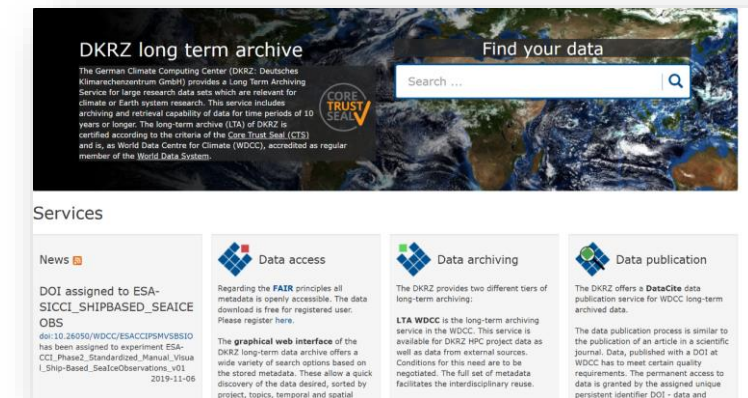 DKRZ long term archive
The German Climate Computing Center (DKRZ: Deutsches
Klimarechenzentrum GmbH) provides a Long Term Archiving
Service for large research data sets which are relevant for
climate or Earth system research. This service includes
archiving and retrieval capability of data for time periods of 10
years or longer. The long-term archive (LTA) of DKRZ is
certified according to the criteria of the Core Trust Seal (CTS)
and is, as World Data Centre for Climate (WDCC), accredited as regular
member of the World Data System.
CORE
TRUST
SEAL
Find your data
Search ...
Services
News
DOI assigned to ESA-
SICCI_SHIPBASED_SEAICE
OBS
doi:10.26050/WDCC/ESACCIPSMVSBSIO
has been assigned to experiment ESA-
CCI_Phase2_Standardized_Manual_Visua
l_Ship-Based_SeaIceObservations_v01
2019-11-06
Data access
Regarding the FAIR principles all
metadata is openly accessible. The data
download is free for registered user.
Please register here.
The graphical web interface of the
DKRZ long-term data archive offers a
wide variety of search options based on
the stored metadata. These allow a quick
discovery of the data desired, sorted by
project, topics, temporal and spatial
Data archiving
The DKRZ provides two different tiers of
long-term archiving:
LTA WDCC is the long-term archiving
service in the WDCC. This service is
available for DKRZ HPC project data as
well as data from external sources.
Conditions for this need are to be
negotiated. The full set of metadata
facilitates the interdisciplinary reuse.
Data publication
The DKRZ offers a DataCite data
publication service for WDCC long-term
archived data.
The data publication process is similar to
the publication of an article in a scientific
journal. Data, published with a DOI at
WDCC has to meet certain quality
requirements. The permanent access to
data is granted by the assigned unique
persistent identifier DOI - data and